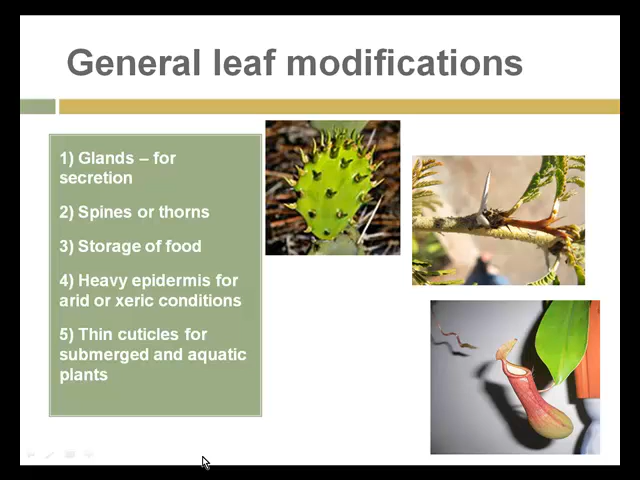 General leaf modifications
1) Glands – for
secretion
2) Spines or thorns
3) Storage of food
4) Heavy epidermis for
arid or xeric conditions
5) Thin cuticles for
submerged and aquatic
plants